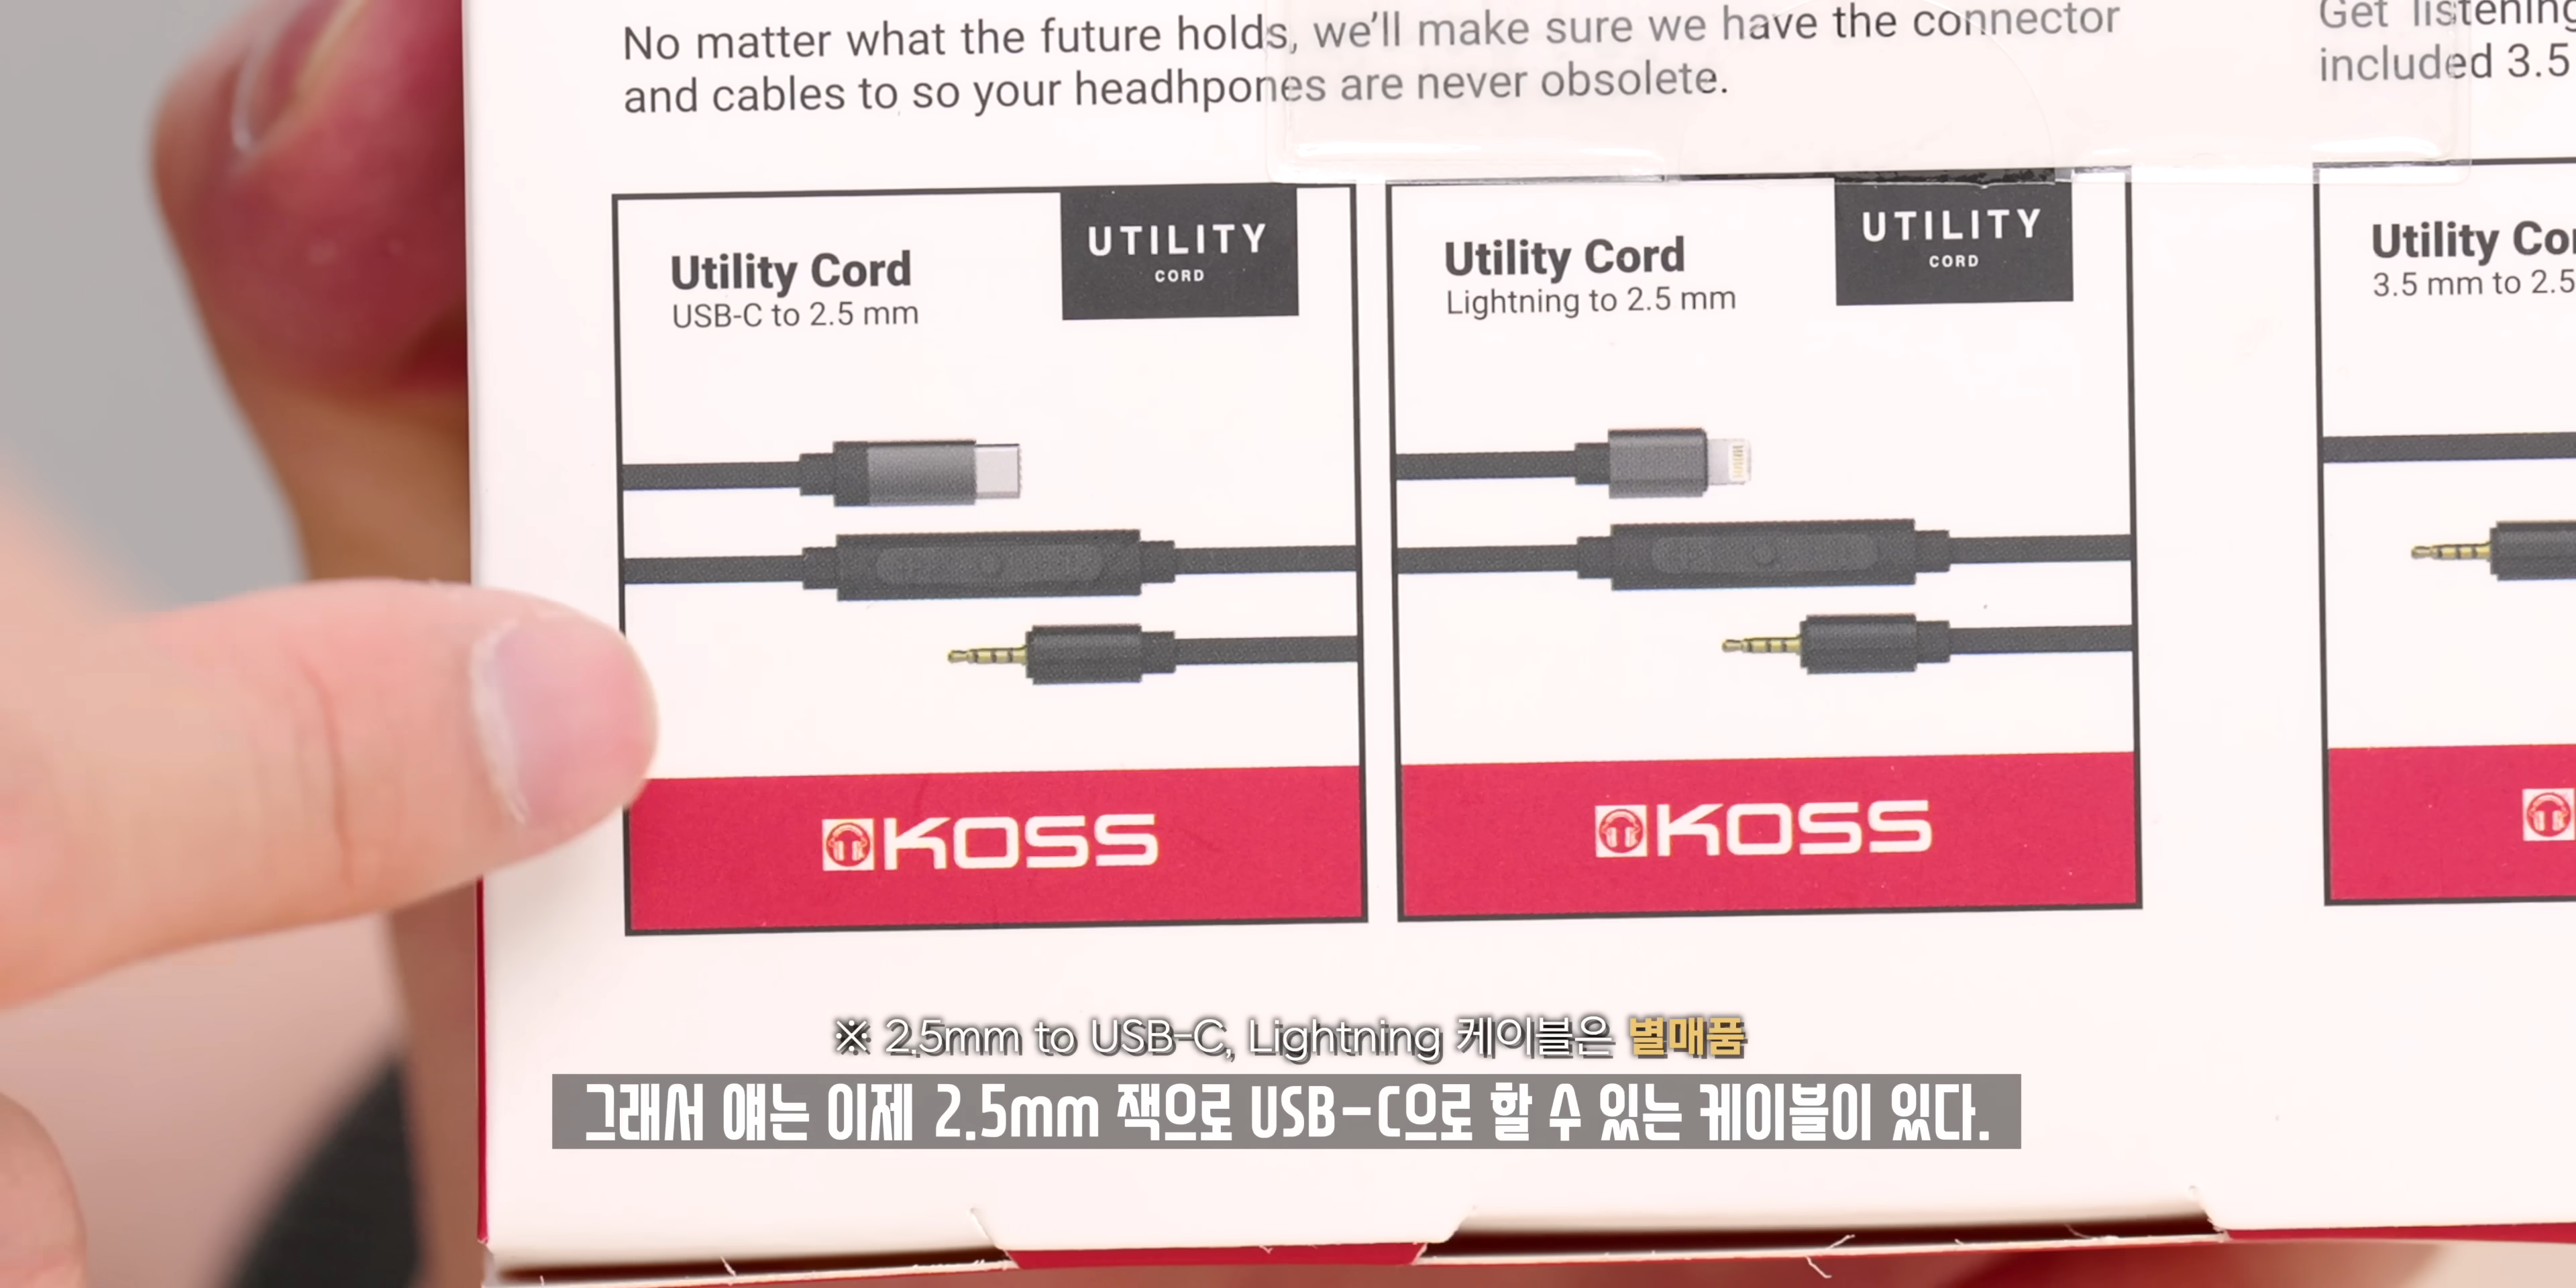 No matter what the future holds, we'll make sure we have the connector
and cables to so your headhpones are never obsolete.
Get listening
included 3.5
Utility Cord
USB-C to 2.5 mm
UTILITY
CORD
KOSS
Utility Cord
Lightning to 2.5 mm
UTILITY
CORD
KOSS
Utility
3.5 mm to 2.5
※ 2.5mm to USB-C, Lightning 케이블은 별매품
그래서 얘는 이제 2.5mm 잭으로 USB-C으로 할 수 있는 케이블이 있다.